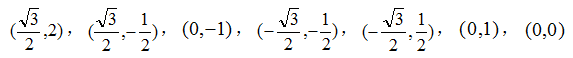 (√3/2,2), (√3/2,-1/2), (0,-1), (-√3/2,-1/2), (-√3/2,1/2), (0,1), (0,0)